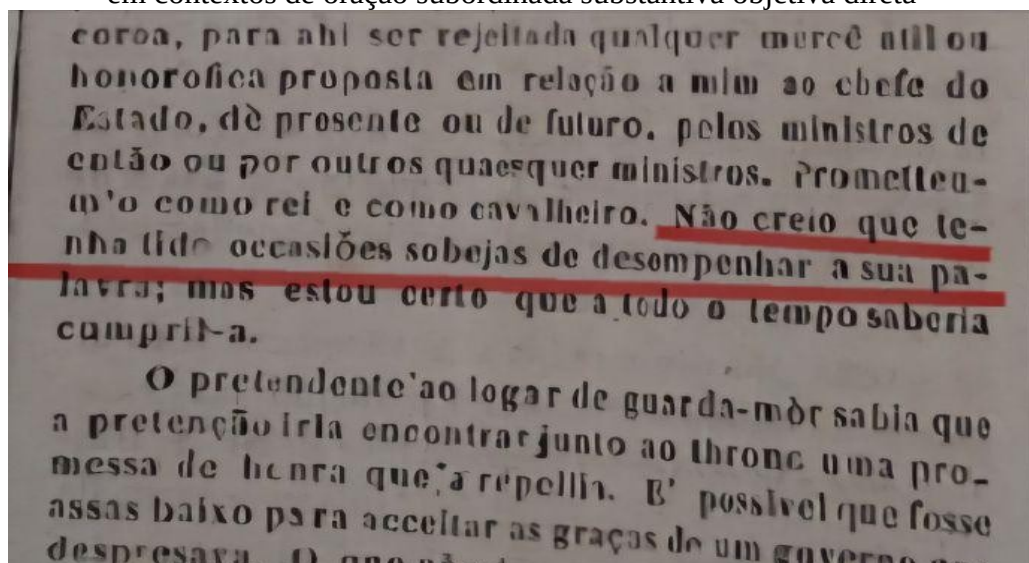 em contextos de oração subordinada substantiva objetiva direta
coroa, para ahi ser rejeitada qualquer mercê util ou
honorofica proposta em relação a mim ao chefe do
Estado, dè presente ou de futuro, pelos ministros de
então ou por outros quaesquer ministros. Prometteu-
m'o como rei e como cavalheiro. Não creio que te-
nha tido occasiões sobejas de desempenhar a sua pa-
lavra; mas estou certo que a todo o tempo saberia
cumpril-a.
O pretendente ao logar de guarda-mòr sabia que
a pretenção iria encontrar junto ao throno uma pro-
messa de honra que a repellia. E' possivel que fosse
assas baixo para acceitar as graças de um governo
despresava. O que